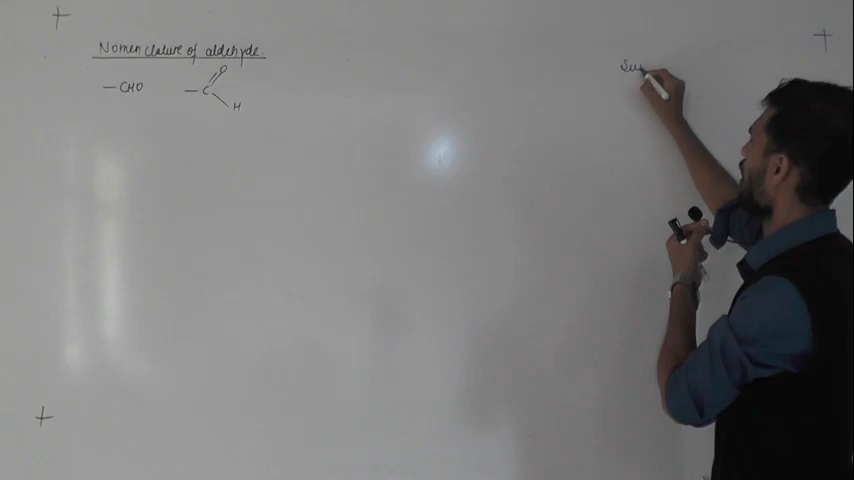 Nomenclature of aldehyde.
—CHO
O
—C
H
Su